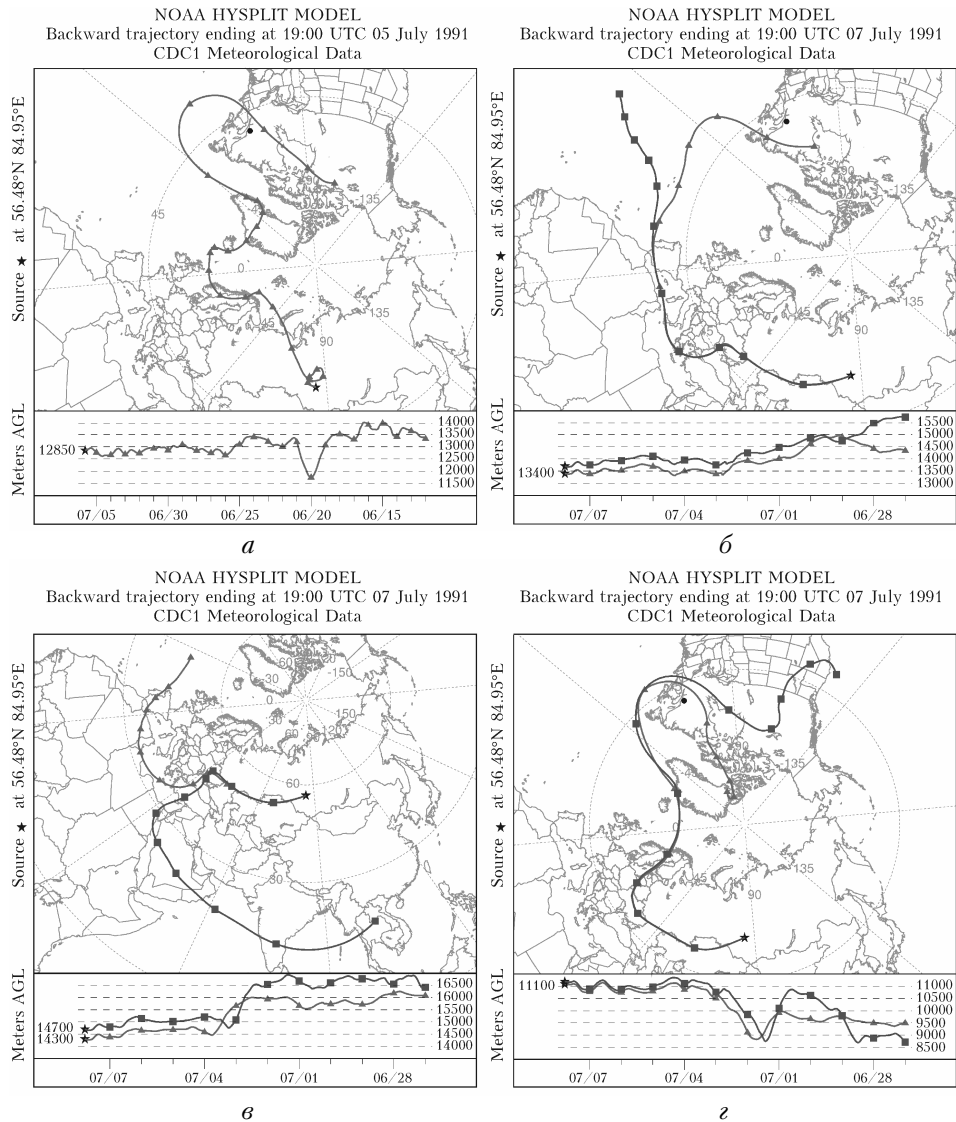 NOAA HYSPLIT MODEL
Backward trajectory ending at 19:00 UTC 05 July 1991
CDC1 Meteorological Data
Source ★ at 56.48°N 84.95°E
45
-45
0
45
90
135
-135
90
Meters AGL
12850
14000
13500
13000
12500
12000
11500
07/05 06/30 06/25 06/20 06/15
а
NOAA HYSPLIT MODEL
Backward trajectory ending at 19:00 UTC 07 July 1991
CDC1 Meteorological Data
Source ★ at 56.48°N 84.95°E
0
45
90
135
-135
Meters AGL
13400
15500
15000
14500
14000
13500
13000
07/07 07/04 07/01 06/28
б
NOAA HYSPLIT MODEL
Backward trajectory ending at 19:00 UTC 07 July 1991
CDC1 Meteorological Data
Source ★ at 56.48°N 84.95°E
-60
-30
0
30
60
-150
150
120
60
30
Meters AGL
14700
14300
16500
16000
15500
15000
14500
14000
07/07 07/04 07/01 06/28
в
NOAA HYSPLIT MODEL
Backward trajectory ending at 19:00 UTC 07 July 1991
CDC1 Meteorological Data
Source ★ at 56.48°N 84.95°E
-45
0
45
90
135
-135
Meters AGL
11100
11000
10500
10000
9500
9000
8500
07/07 07/04 07/01 06/28
г